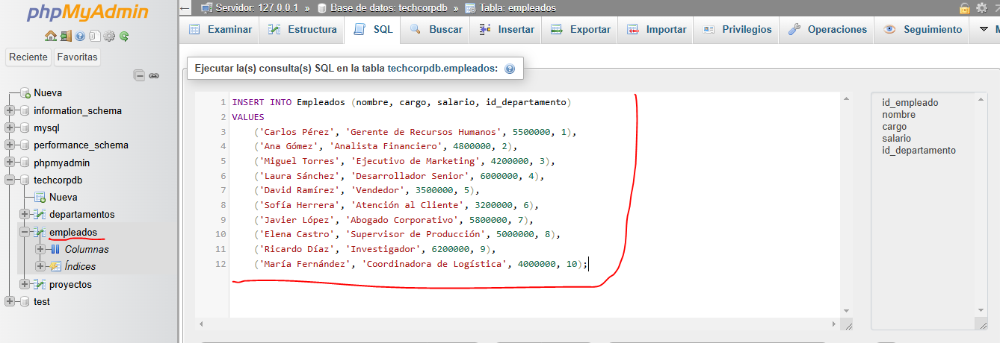 phpMyAdmin
Servidor: 127.0.0.1 » Base de datos: techcorpdb » Tabla: empleados
Examinar Estructura SQL Buscar Insertar Exportar Importar Privilegios Operaciones Seguimiento
Reciente Favoritas
Nueva
information_schema
mysql
performance_schema
phpmyadmin
techcorpdb
Nueva
departamentos
empleados
Columnas
Índices
proyectos
test
Ejecutar la(s) consulta(s) SQL en la tabla techcorpdb.empleados:
1 INSERT INTO Empleados (nombre, cargo, salario, id_departamento)
2 VALUES
3 ('Carlos Pérez', 'Gerente de Recursos Humanos', 5500000, 1),
4 ('Ana Gómez', 'Analista Financiero', 4800000, 2),
5 ('Miguel Torres', 'Ejecutivo de Marketing', 4200000, 3),
6 ('Laura Sánchez', 'Desarrollador Senior', 6000000, 4),
7 ('David Ramírez', 'Vendedor', 3500000, 5),
8 ('Sofía Herrera', 'Atención al Cliente', 3200000, 6),
9 ('Javier López', 'Abogado Corporativo', 5800000, 7),
10 ('Elena Castro', 'Supervisor de Producción', 5000000, 8),
11 ('Ricardo Díaz', 'Investigador', 6200000, 9),
12 ('María Fernández', 'Coordinadora de Logística', 4000000, 10);
id_empleado
nombre
cargo
salario
id_departamento